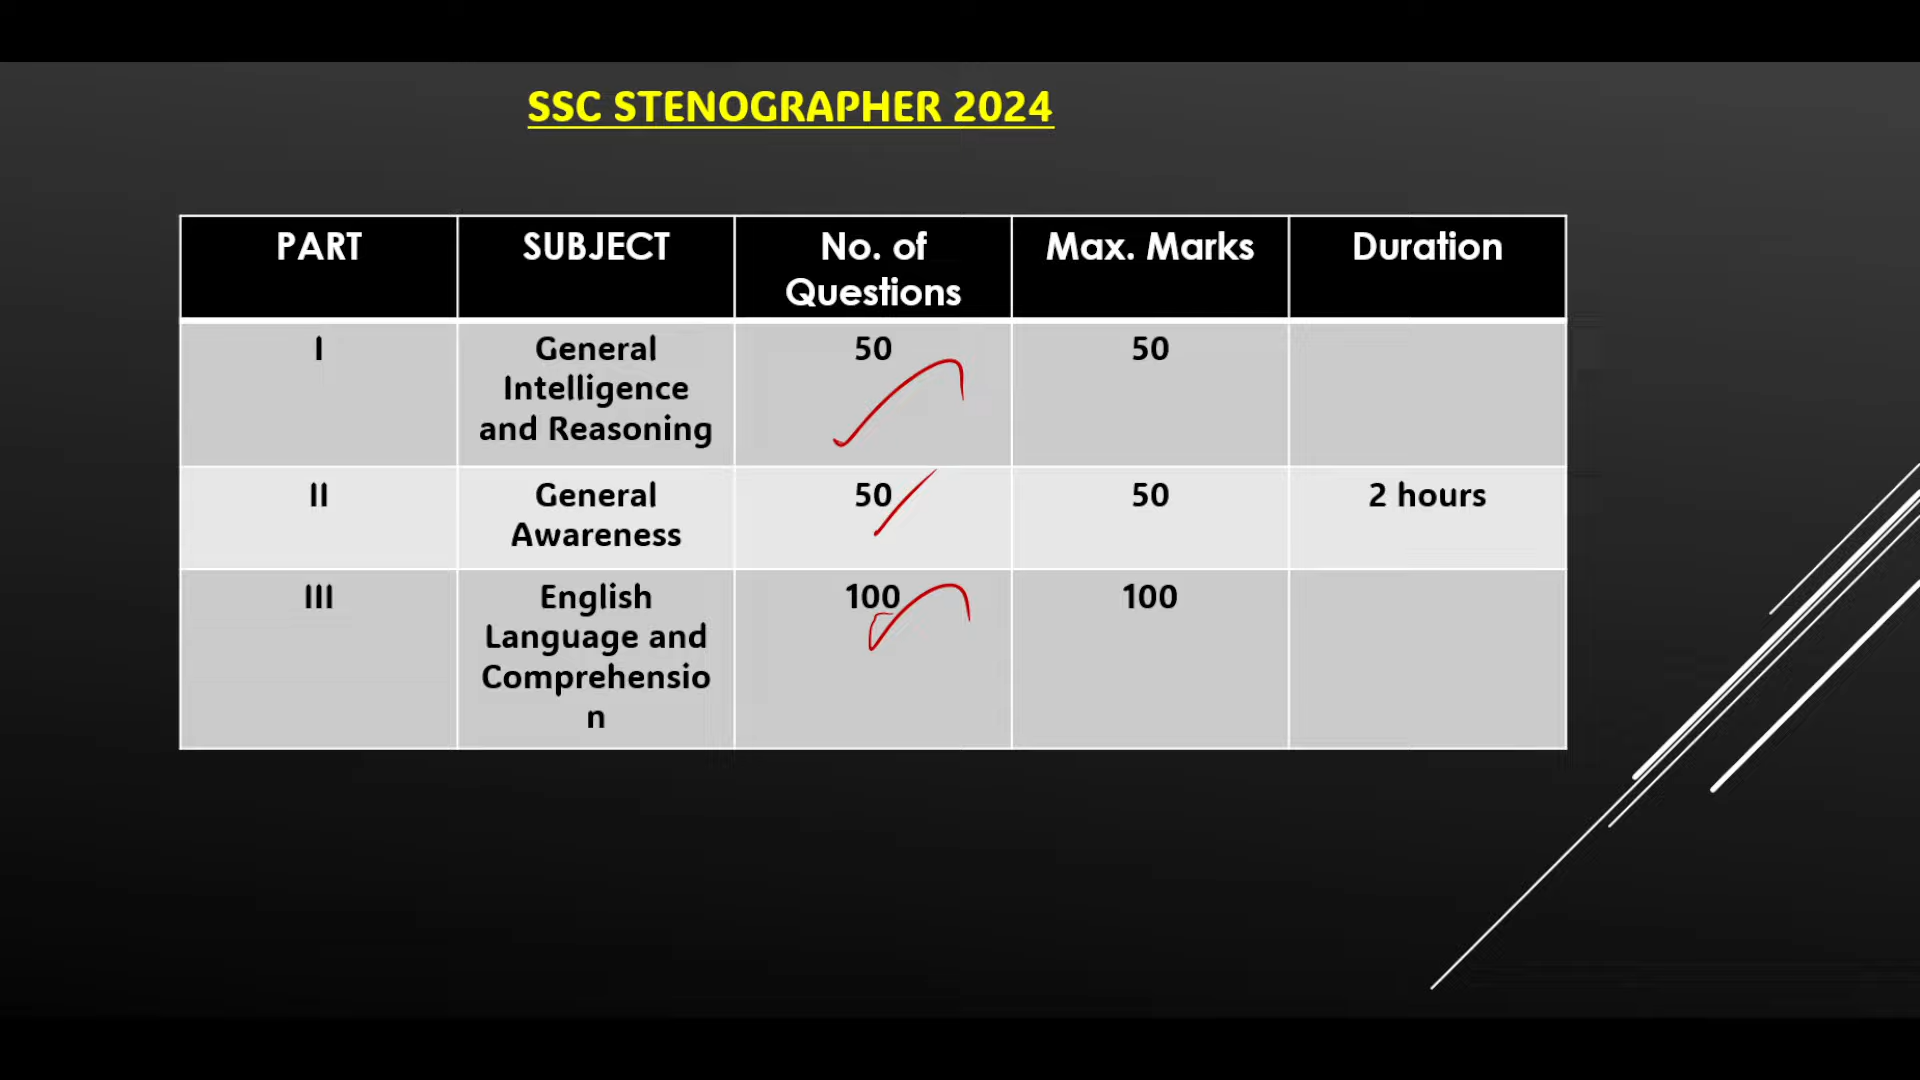 SSC STENOGRAPHER 2024
PART SUBJECT No. of Questions Max. Marks Duration
I General Intelligence and Reasoning 50 50
II General Awareness 50 50 2 hours
III English Language and Comprehension 100 100